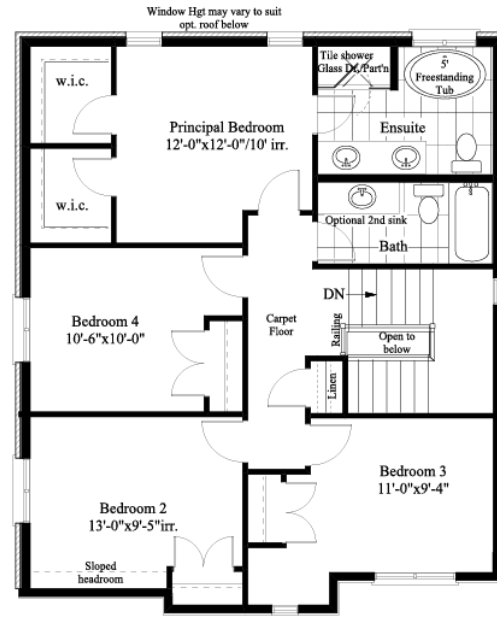 Window Hgt may vary to suit
opt. roof below
w.i.c.
Tile shower
Glass Dr./Part'n
5'
Freestanding
Tub
Principal Bedroom
12'-0"x12'-0"/10' irr.
Ensuite
w.i.c.
Optional 2nd sink
Bath
Bedroom 4
10'-6"x10'-0"
DN
Carpet
Floor
Railing
Open to
below
Linen
Bedroom 3
11'-0"x9'-4"
Bedroom 2
13'-0"x9'-5"irr.
Sloped
headroom